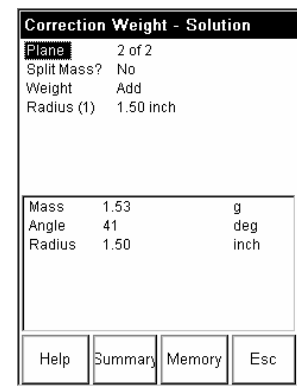 Correction Weight - Solution
Plane 2 of 2
Split Mass? No
Weight Add
Radius (1) 1.50 inch
Mass 1.53 g
Angle 41 deg
Radius 1.50 inch
Help Summary Memory Esc